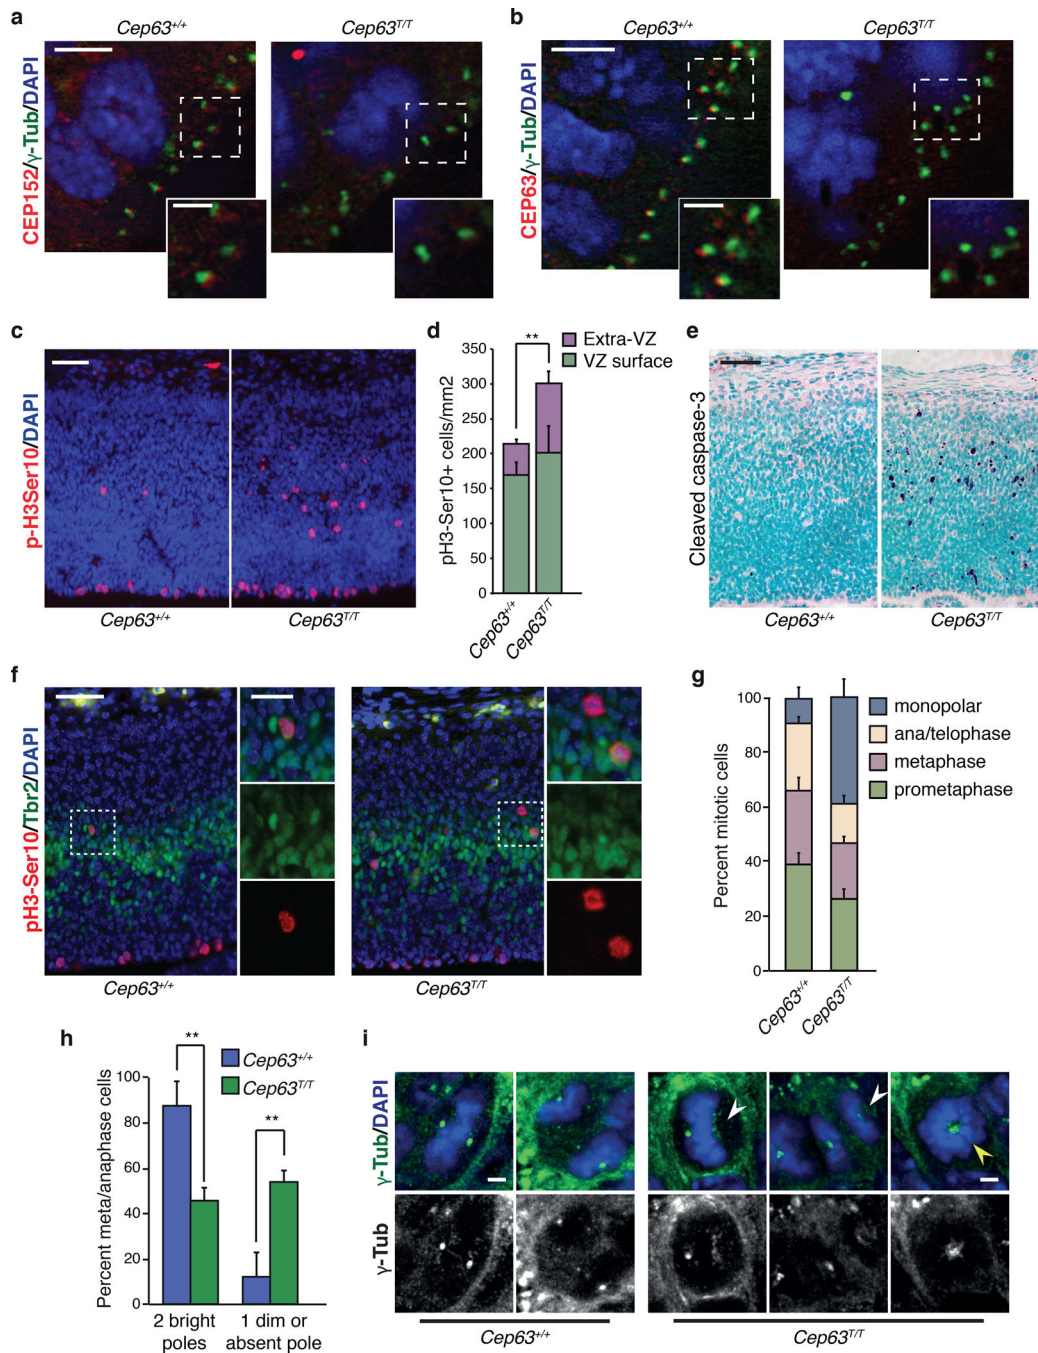 a
Cep63+/+
Cep63T/T
CEP152/γ-Tub/DAPI
b
Cep63+/+
Cep63T/T
CEP63/γ-Tub/DAPI
c
p-H3Ser10/DAPI
Cep63+/+
Cep63T/T
d
**
Extra-VZ
VZ surface
pH3-Ser10+ cells/mm2
350
300
250
200
150
100
50
0
Cep63+/+
Cep63T/T
e
Cleaved caspase-3
Cep63+/+
Cep63T/T
f
pH3-Ser10/Tbr2/DAPI
Cep63+/+
Cep63T/T
g
Percent mitotic cells
100
80
60
40
20
0
monopolar
ana/telophase
metaphase
prometaphase
Cep63+/+
Cep63T/T
h
**
Cep63+/+
Cep63T/T
**
Percent meta/anaphase cells
100
80
60
40
20
0
2 bright
poles
1 dim or
absent pole
i
γ-Tub/DAPI
γ-Tub
Cep63+/+
Cep63T/T